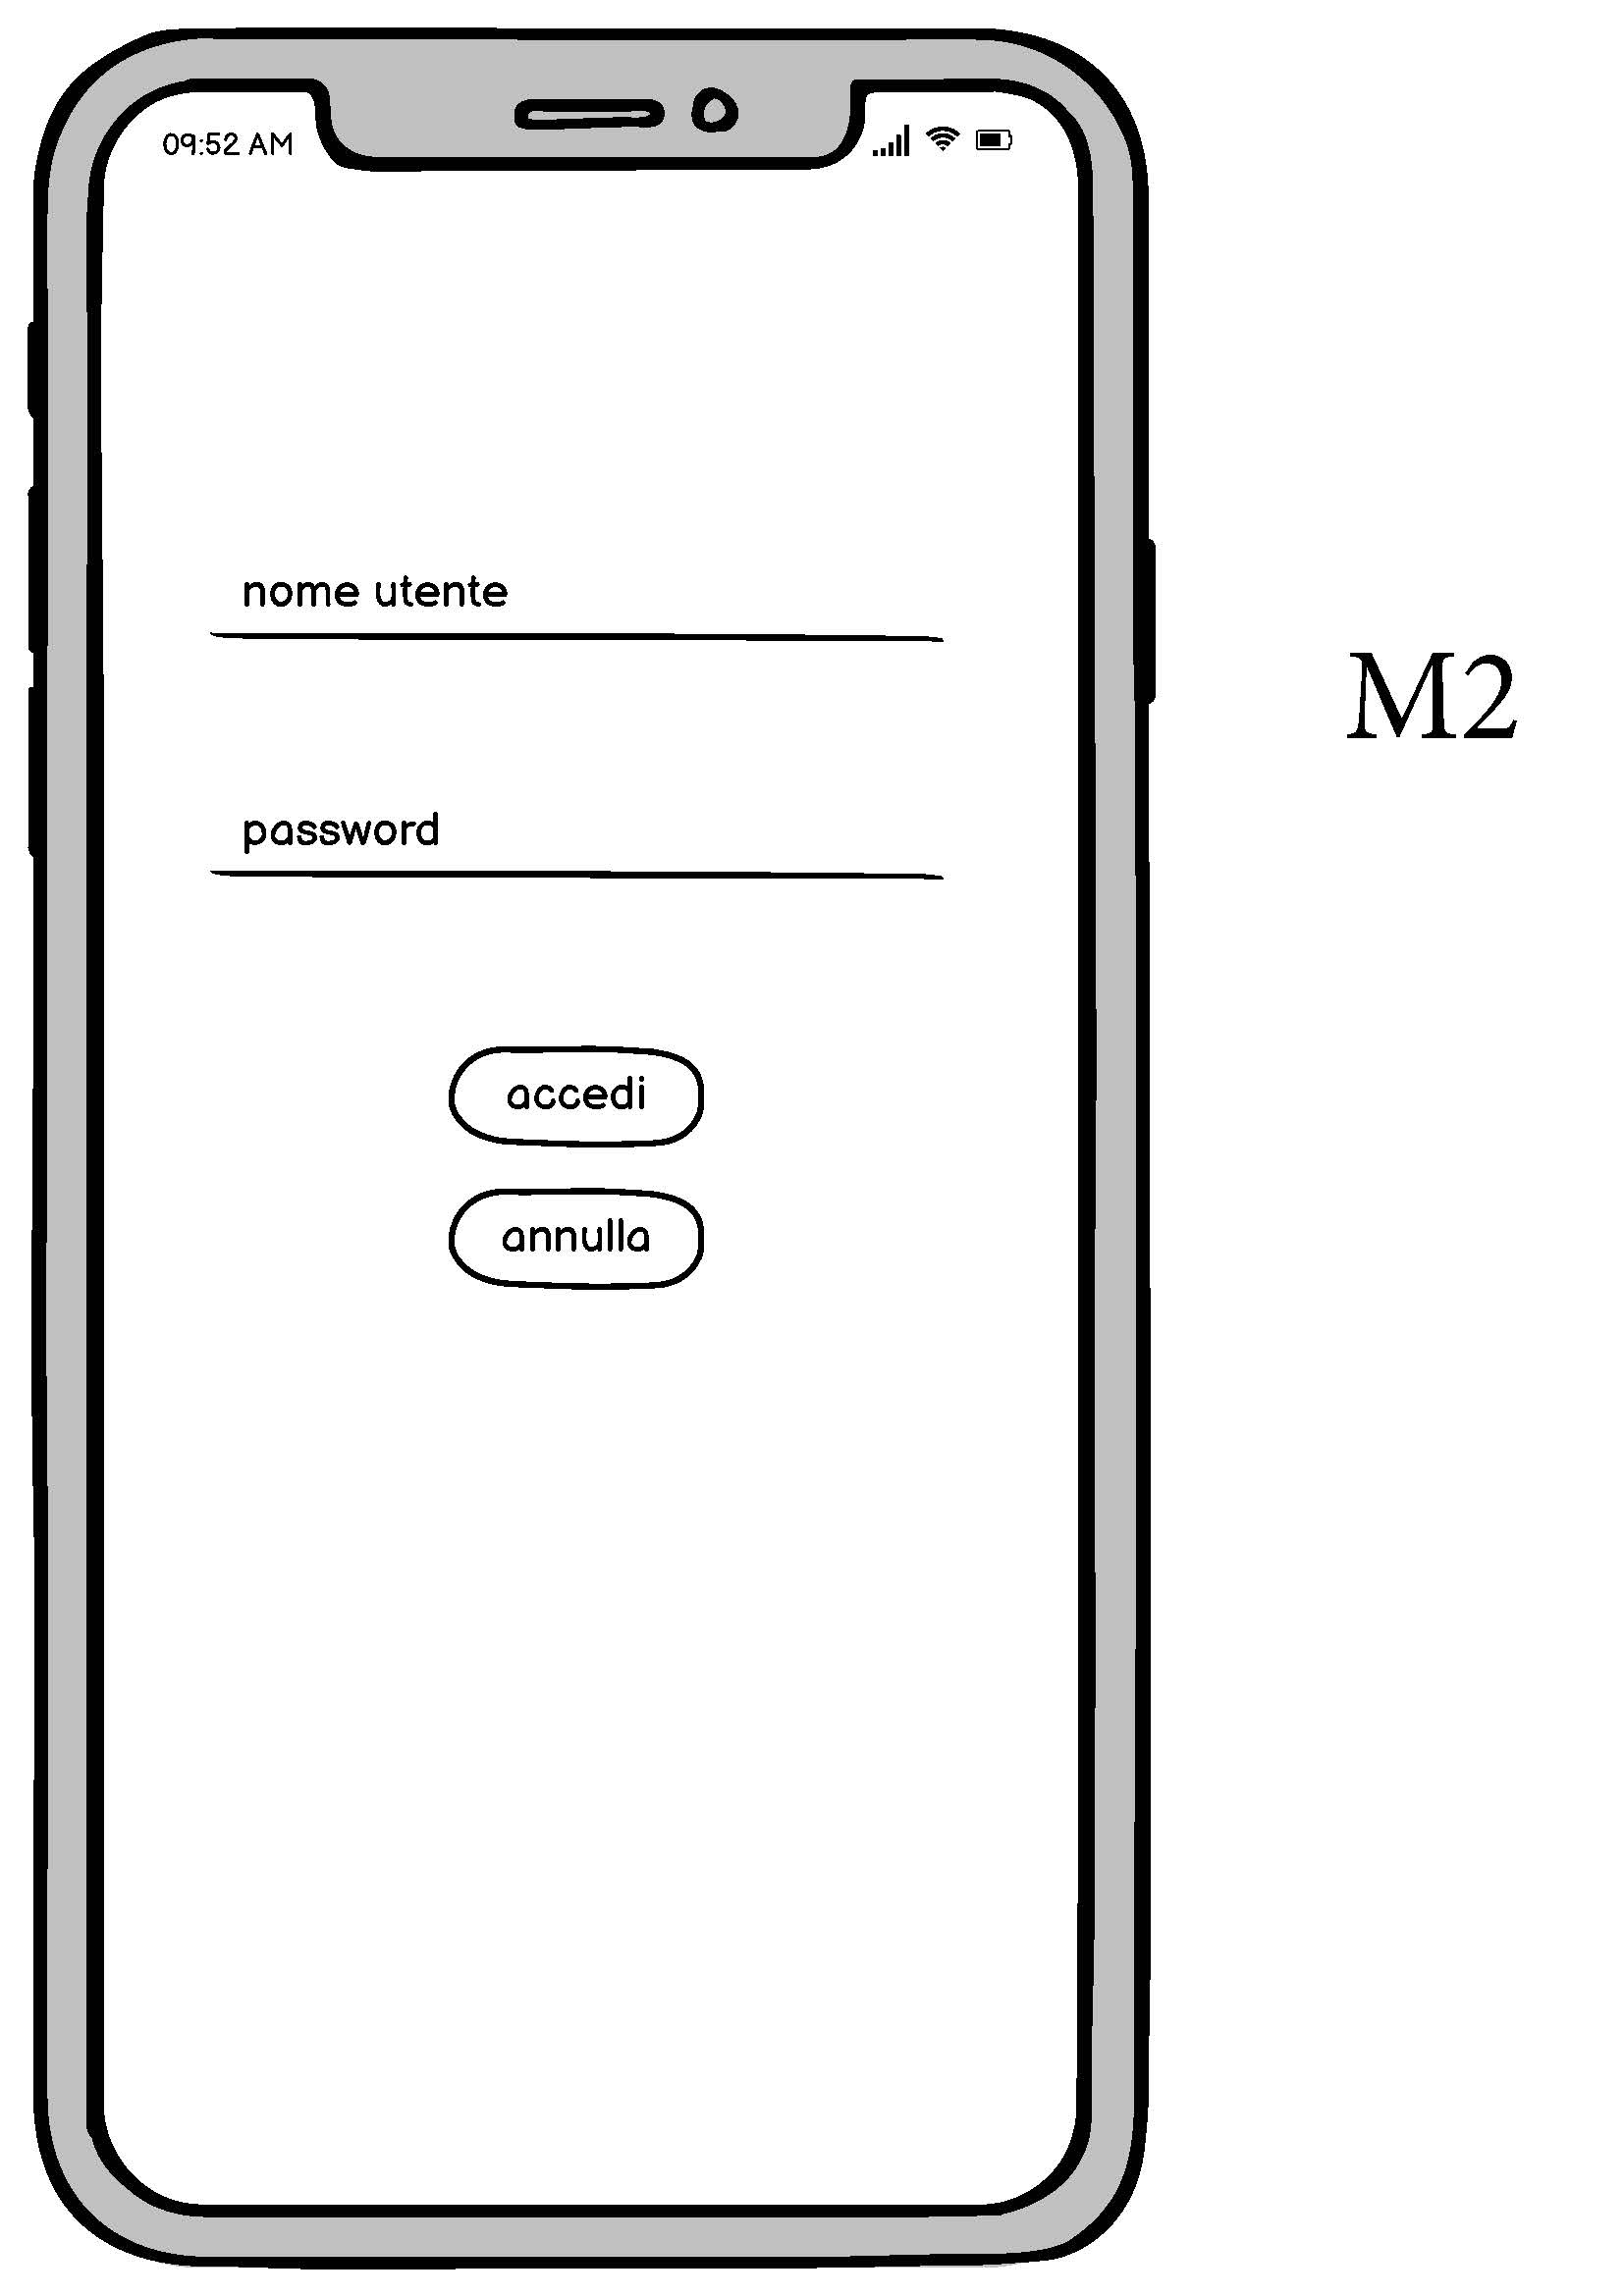 09:52 AM
nome utente
M2
password
accedi
annulla